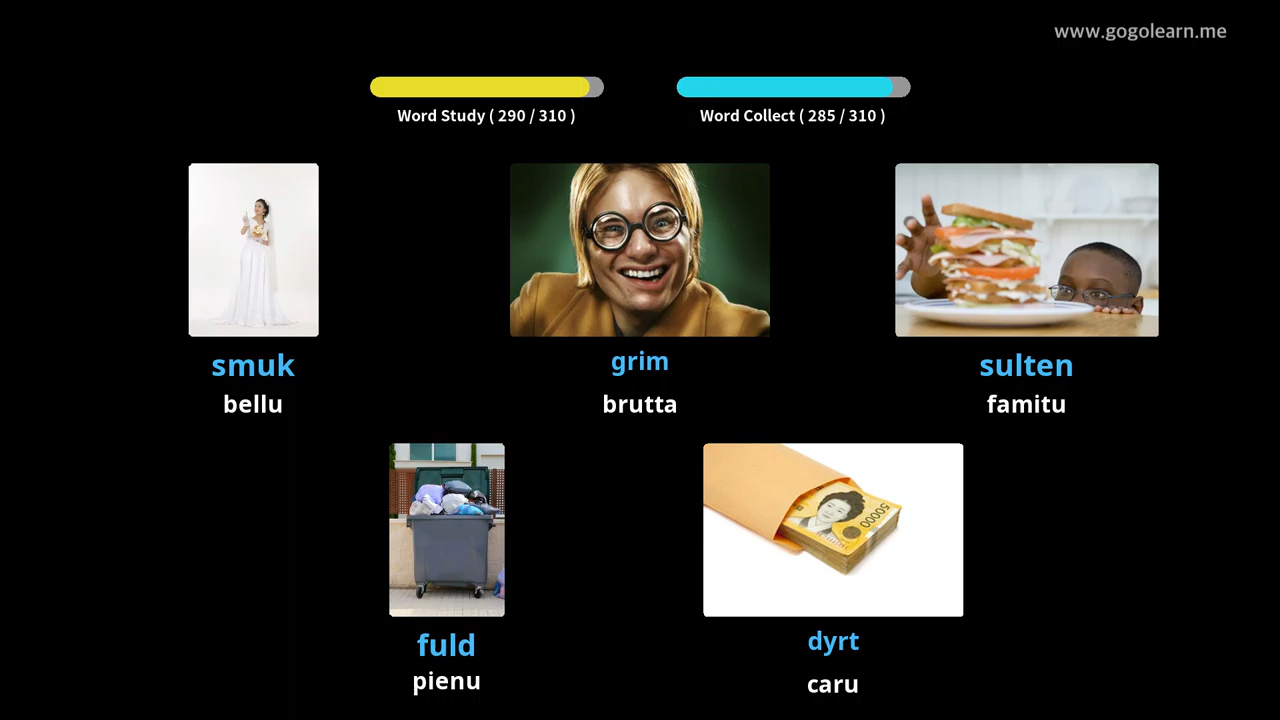 www.gogolearn.me
Word Study ( 290 / 310 )
Word Collect ( 285 / 310 )
smuk
bellu
grim
brutta
sulten
famitu
50000
fuld
pienu
dyrt
caru